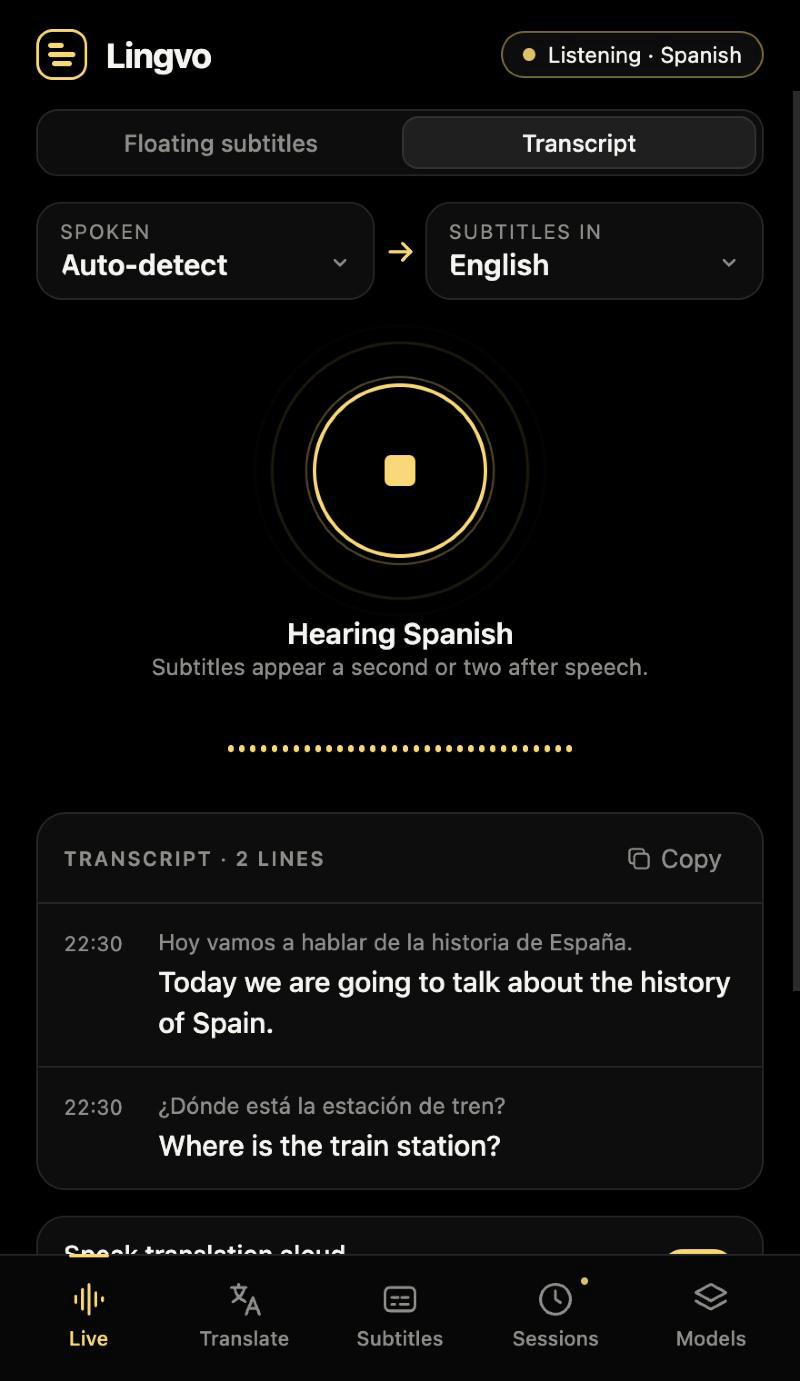 Lingvo
Listening · Spanish
Floating subtitles
Transcript
SPOKEN
Auto-detect
SUBTITLES IN
English
Hearing Spanish
Subtitles appear a second or two after speech.
TRANSCRIPT · 2 LINES
Copy
22:30
Hoy vamos a hablar de la historia de España.
Today we are going to talk about the history
of Spain.
22:30
¿Dónde está la estación de tren?
Where is the train station?
Speak translation aloud
Live
Translate
Subtitles
Sessions
Models